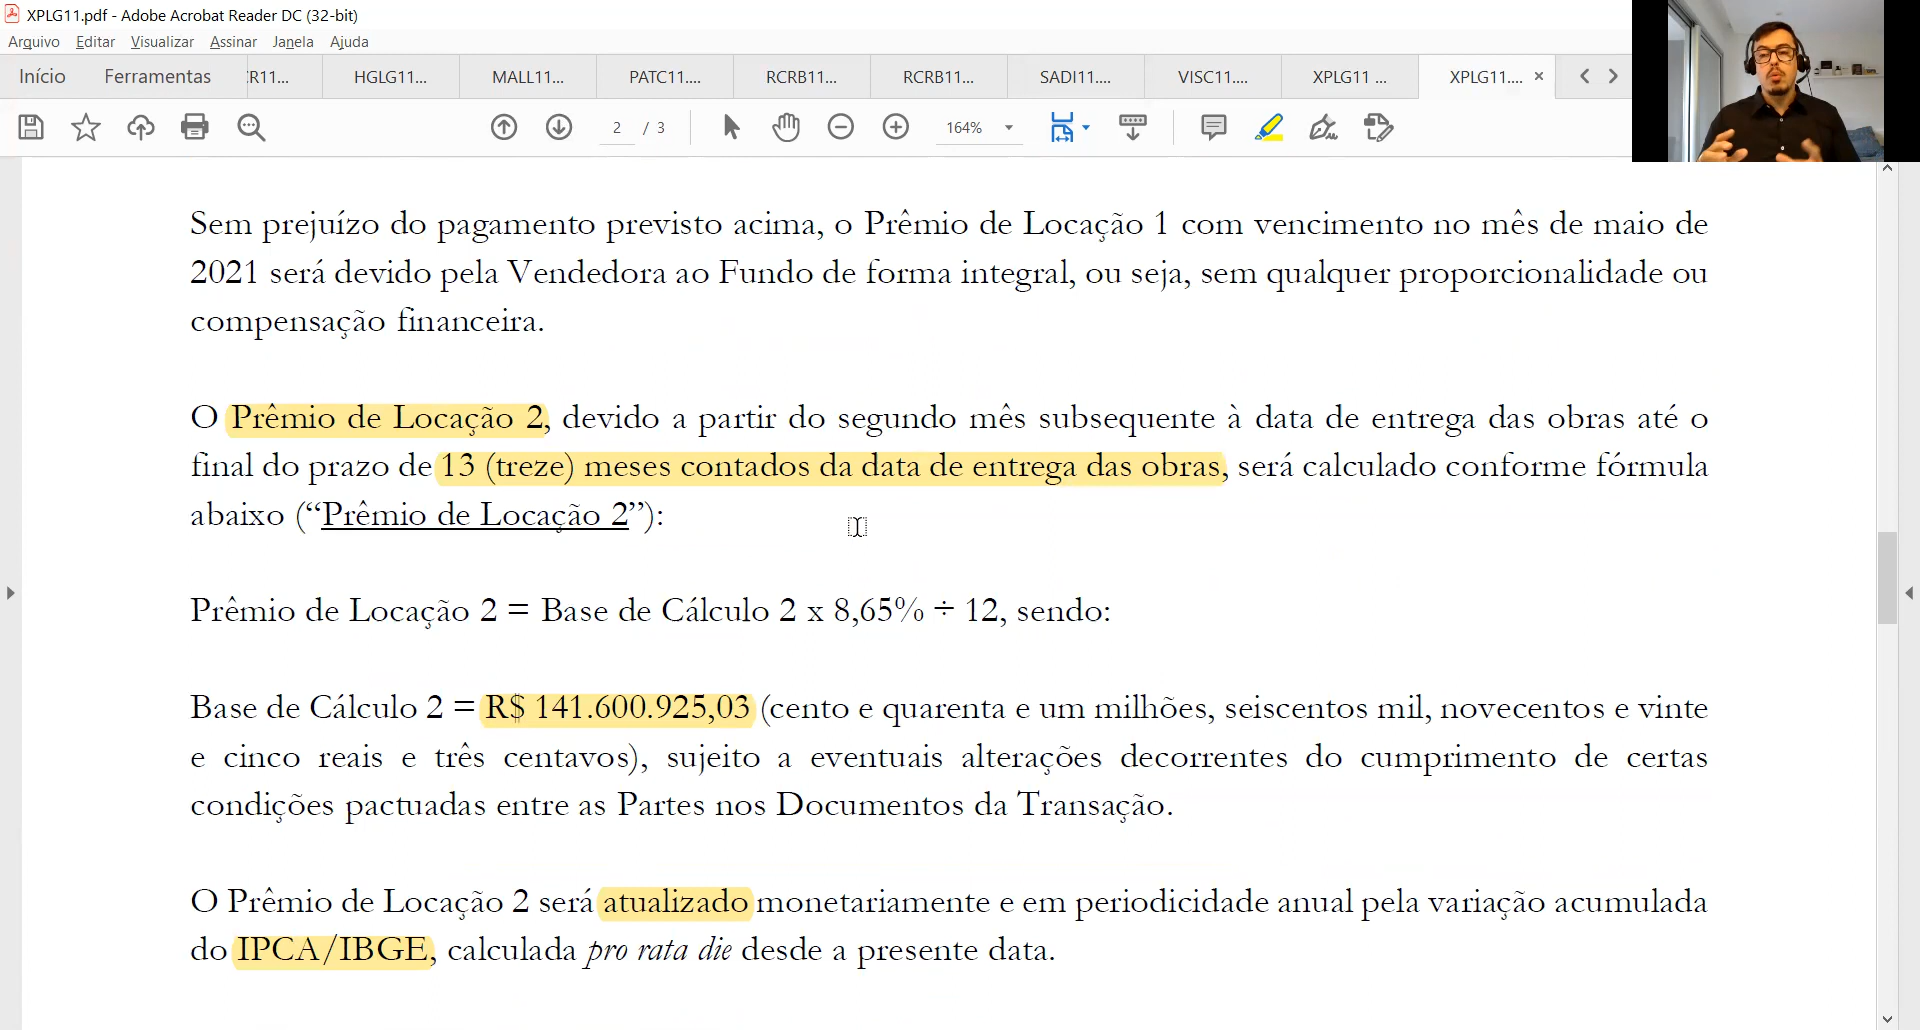 XPLG11.pdf - Adobe Acrobat Reader DC (32-bit)
Arquivo Editar Visualizar Assinar Janela Ajuda
Início Ferramentas :R11... HGLG11... MALL11... PATC11.... RCRB11... RCRB11... SADI11.... VISC11.... XPLG11 ... XPLG11.... ×
2 / 3 164%
Sem prejuízo do pagamento previsto acima, o Prêmio de Locação 1 com vencimento no mês de maio de
2021 será devido pela Vendedora ao Fundo de forma integral, ou seja, sem qualquer proporcionalidade ou
compensação financeira.
O Prêmio de Locação 2, devido a partir do segundo mês subsequente à data de entrega das obras até o
final do prazo de 13 (treze) meses contados da data de entrega das obras, será calculado conforme fórmula
abaixo (“Prêmio de Locação 2”):
Prêmio de Locação 2 = Base de Cálculo 2 x 8,65% ÷ 12, sendo:
Base de Cálculo 2 = R$ 141.600.925,03 (cento e quarenta e um milhões, seiscentos mil, novecentos e vinte
e cinco reais e três centavos), sujeito a eventuais alterações decorrentes do cumprimento de certas
condições pactuadas entre as Partes nos Documentos da Transação.
O Prêmio de Locação 2 será atualizado monetariamente e em periodicidade anual pela variação acumulada
do IPCA/IBGE, calculada pro rata die desde a presente data.